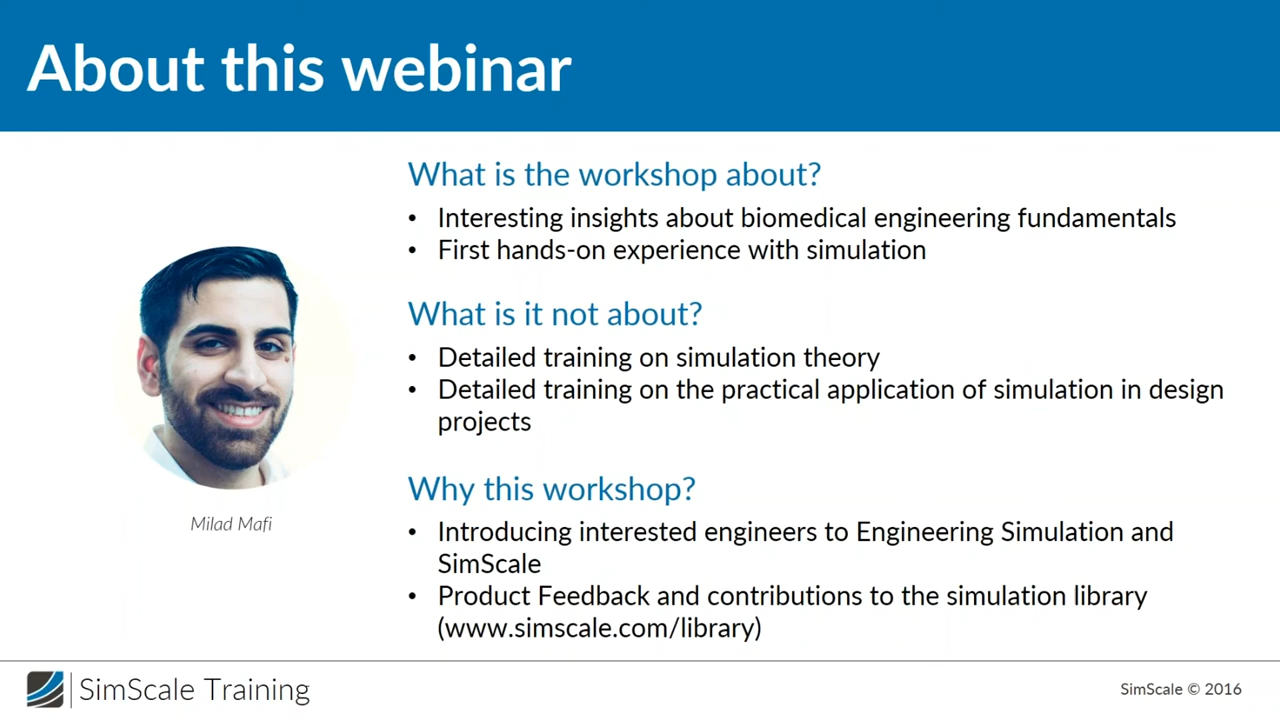 About this webinar
What is the workshop about?
• Interesting insights about biomedical engineering fundamentals
• First hands-on experience with simulation
What is it not about?
• Detailed training on simulation theory
• Detailed training on the practical application of simulation in design
projects
Why this workshop?
• Introducing interested engineers to Engineering Simulation and
SimScale
• Product Feedback and contributions to the simulation library
(www.simscale.com/library)
Milad Mafi
SimScale Training
SimScale © 2016